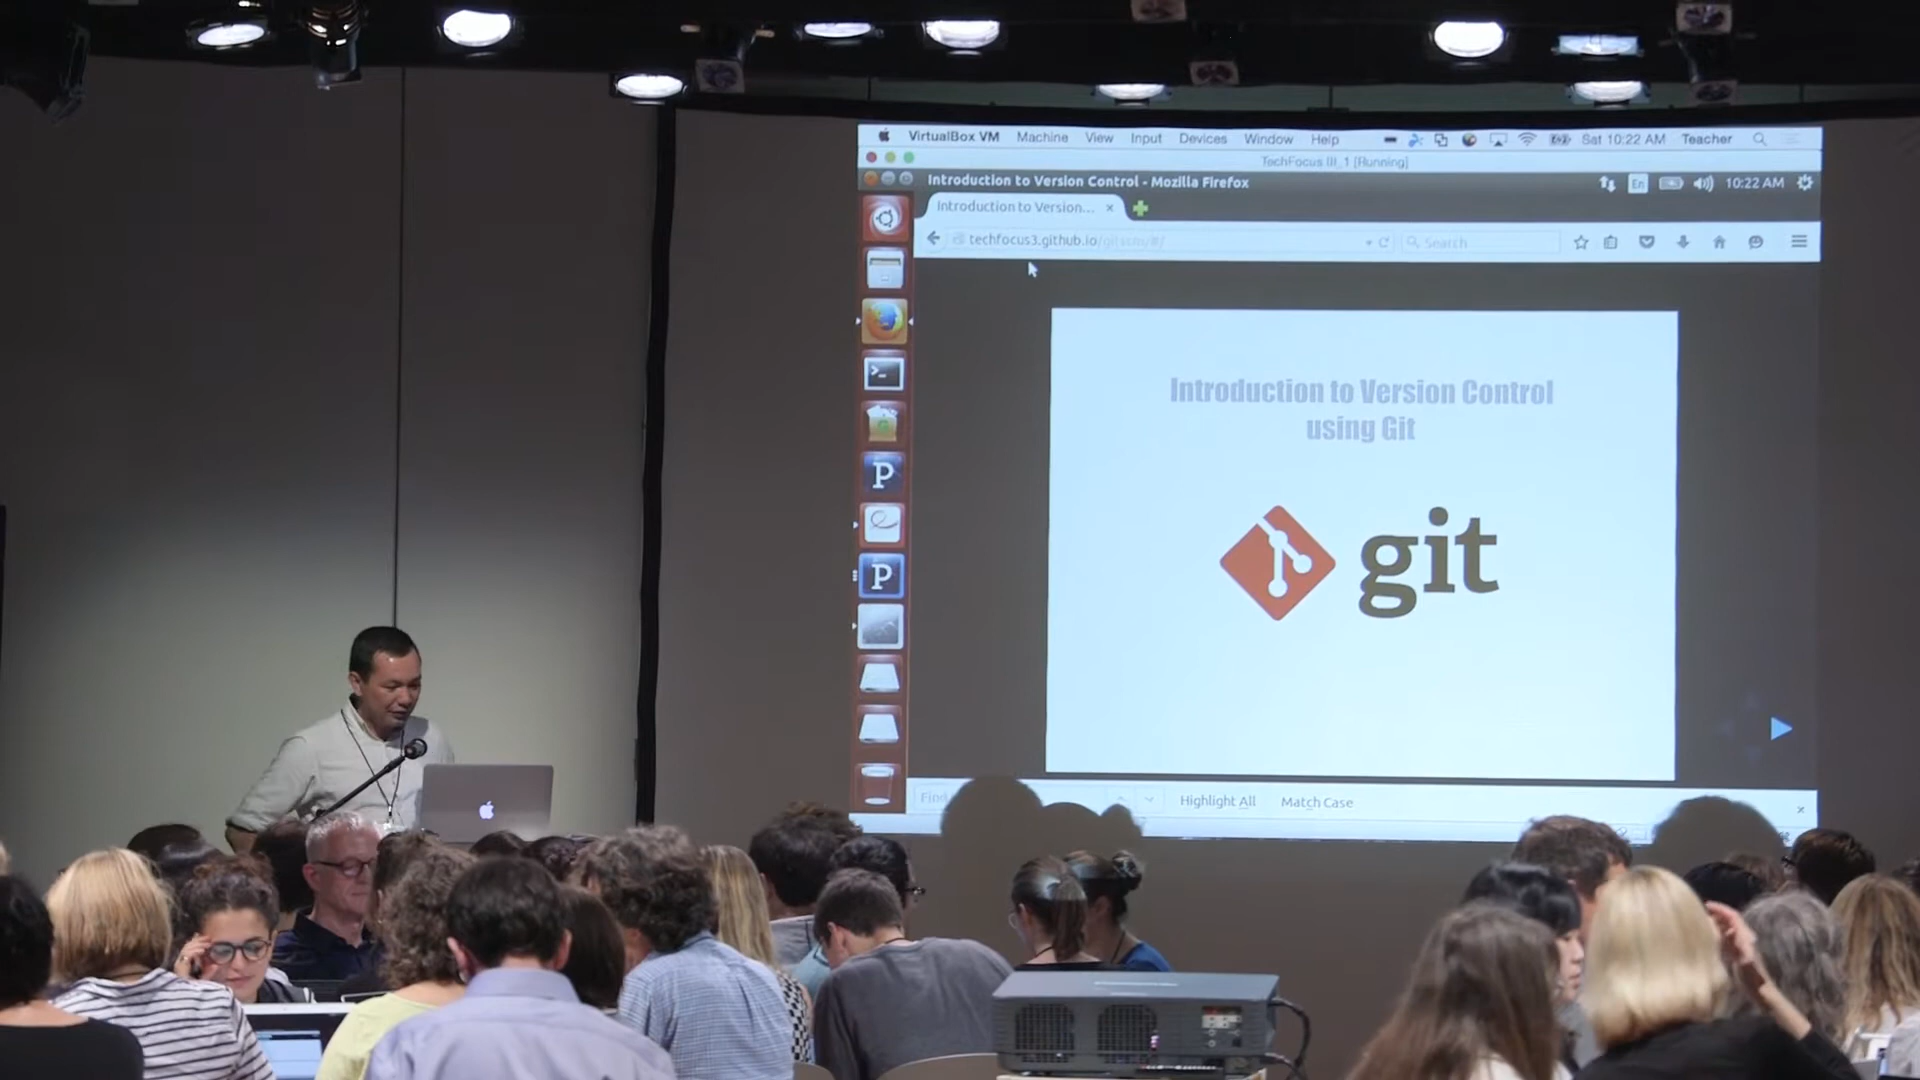 VirtualBox VM Machine View Input Devices Window Help Sat 10:22 AM Teacher
TechFocus III_1 [Running]
Introduction to Version Control - Mozilla Firefox En 10:22 AM
Introduction to Version...
techfocus3.github.io/ Search
Introduction to Version Control
using Git
git
P
P
Find Highlight All Match Case